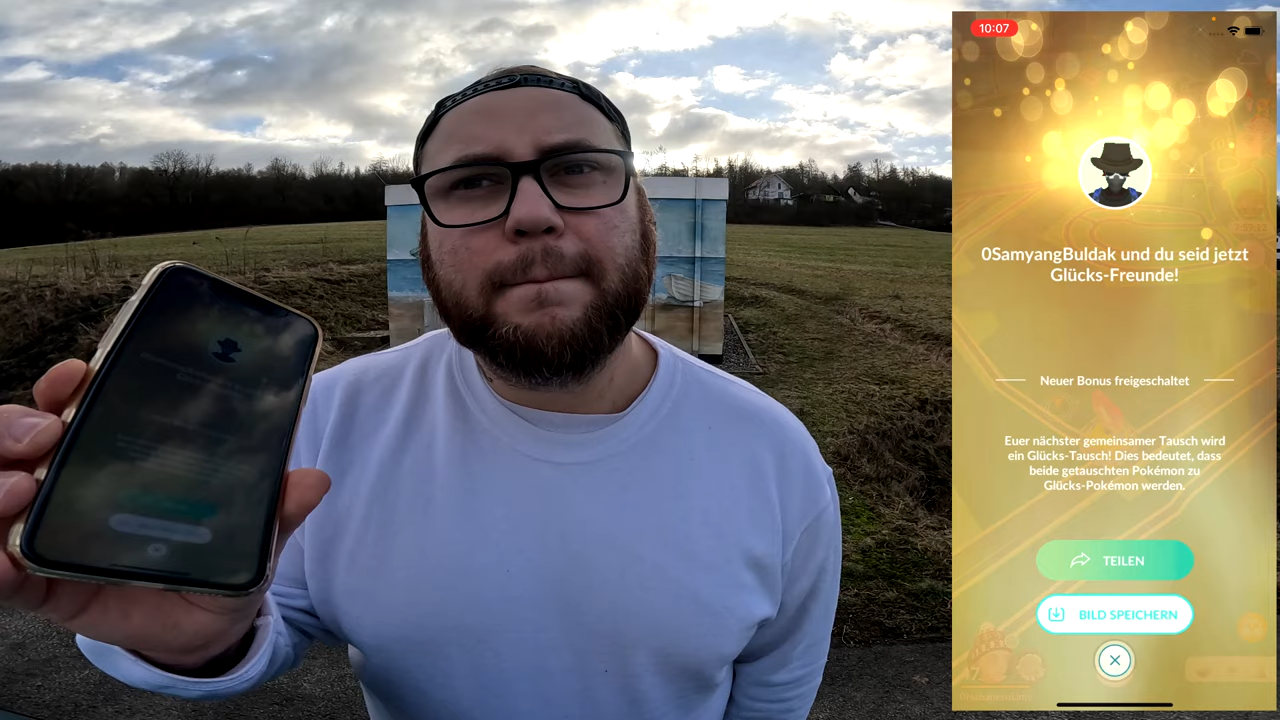 10:07
0SamyangBuldak und du seid jetzt
Glücks-Freunde!
Neuer Bonus freigeschaltet
Euer nächster gemeinsamer Tausch wird
ein Glücks-Tausch! Dies bedeutet, dass
beide getauschten Pokémon zu
Glücks-Pokémon werden.
TEILEN
BILD SPEICHERN